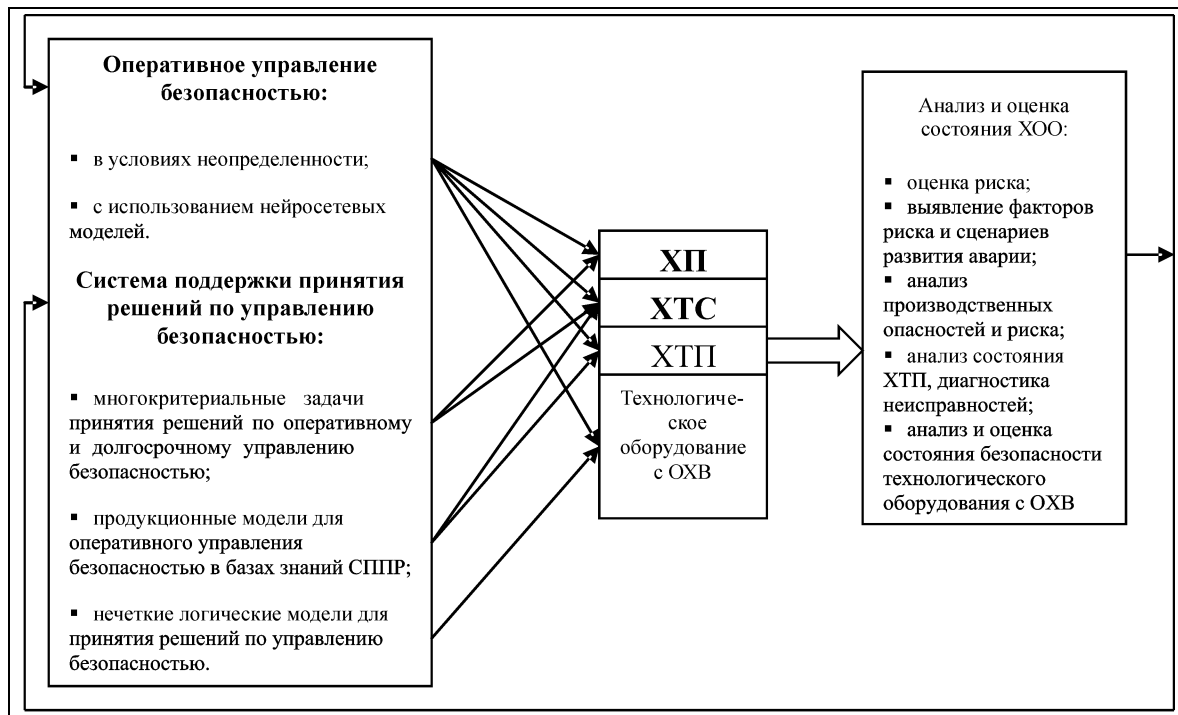 Оперативное управление
безопасностью:
▪ в условиях неопределенности;
▪ с использованием нейросетевых
моделей.
Система поддержки принятия
решений по управлению
безопасностью:
▪ многокритериальные задачи
принятия решений по оперативному
и долгосрочному управлению
безопасностью;
▪ продукционные модели для
оперативного управления
безопасностью в базах знаний СППР;
▪ нечеткие логические модели для
принятия решений по управлению
безопасностью.
ХП
ХТС
ХТП
Технологиче-
ское
оборудование
с ОХВ
Анализ и оценка
состояния ХОО:
▪ оценка риска;
▪ выявление факторов
риска и сценариев
развития аварии;
▪ анализ
производственных
опасностей и риска;
▪ анализ состояния
ХТП, диагностика
неисправностей;
▪ анализ и оценка
состояния безопасности
технологического
оборудования с ОХВ